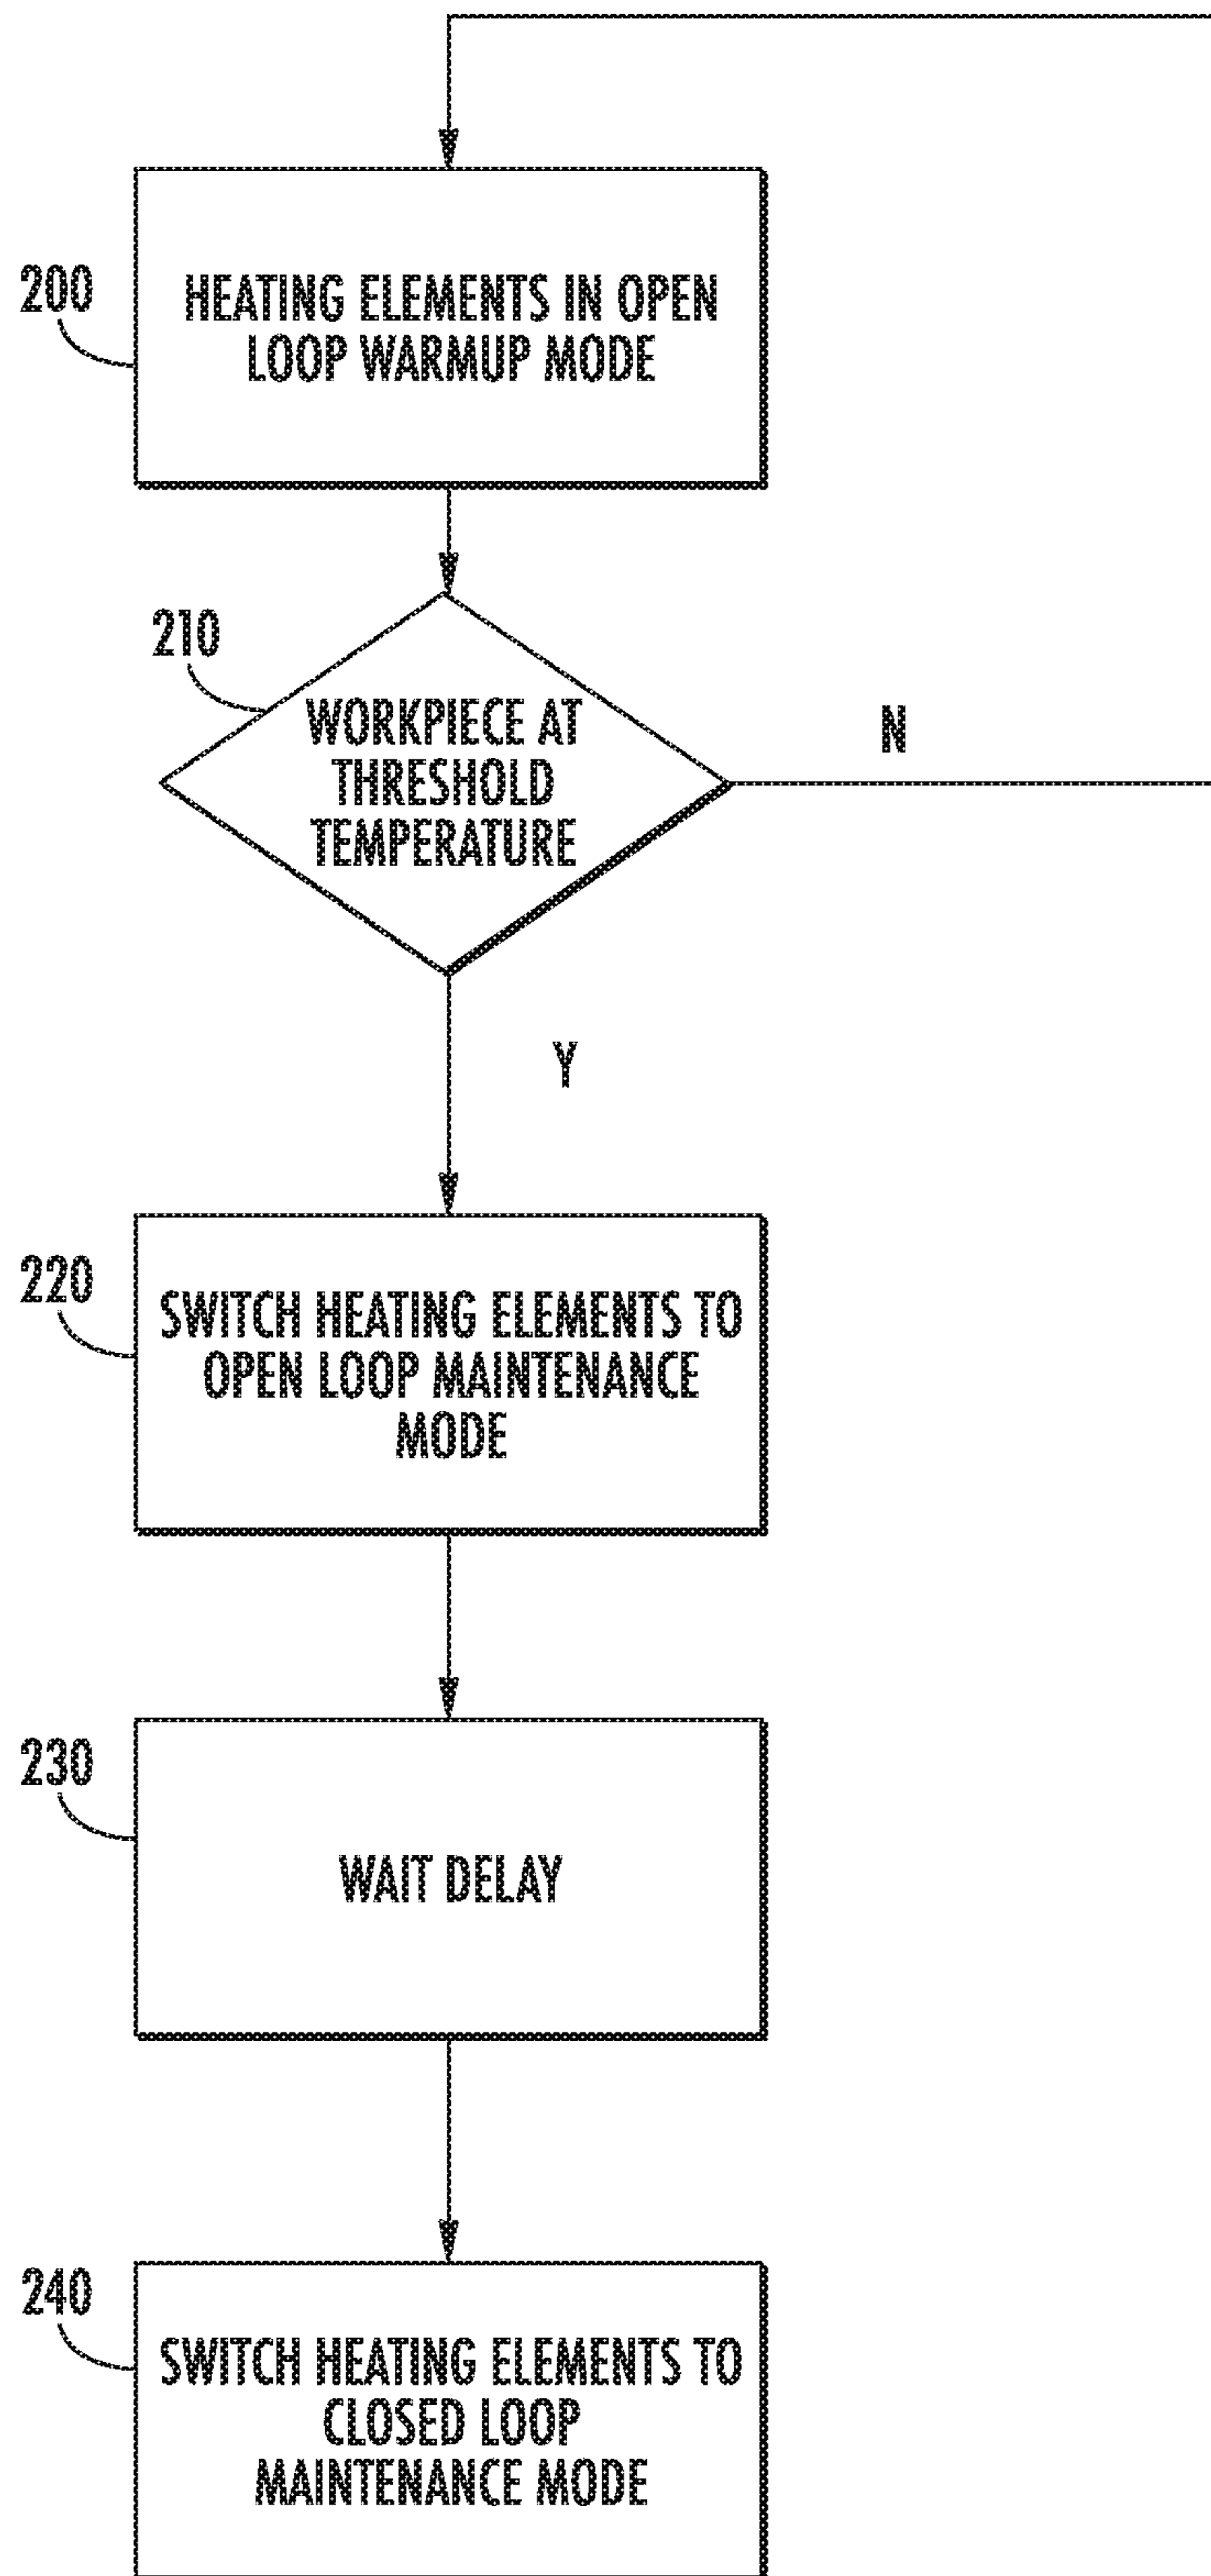 200
HEATING ELEMENTS IN OPEN
LOOP WARMUP MODE
210
WORKPIECE AT
THRESHOLD
TEMPERATURE
N
Y
220
SWITCH HEATING ELEMENTS TO
OPEN LOOP MAINTENANCE
MODE
230
WAIT DELAY
240
SWITCH HEATING ELEMENTS TO
CLOSED LOOP
MAINTENANCE MODE